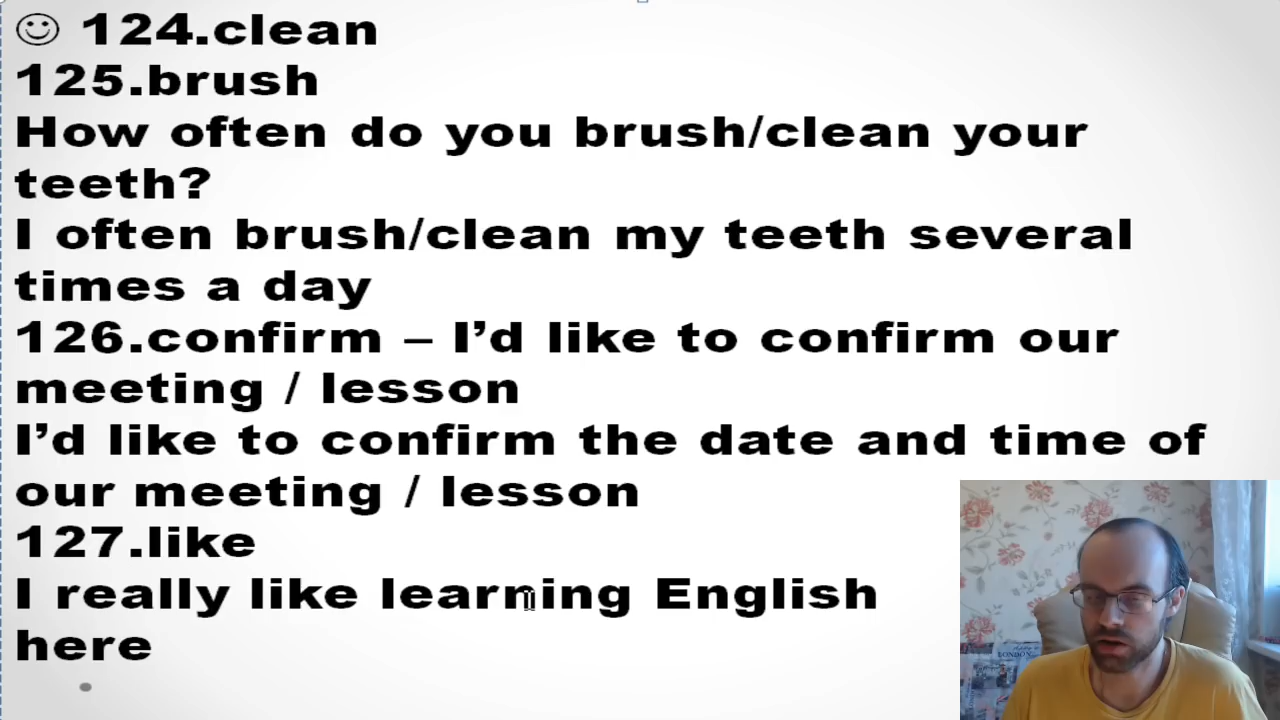 ☺ 124.clean
125.brush
How often do you brush/clean your
teeth?
I often brush/clean my teeth several
times a day
126.confirm – I’d like to confirm our
meeting / lesson
I’d like to confirm the date and time of
our meeting / lesson
127.like
I really like learning English
here